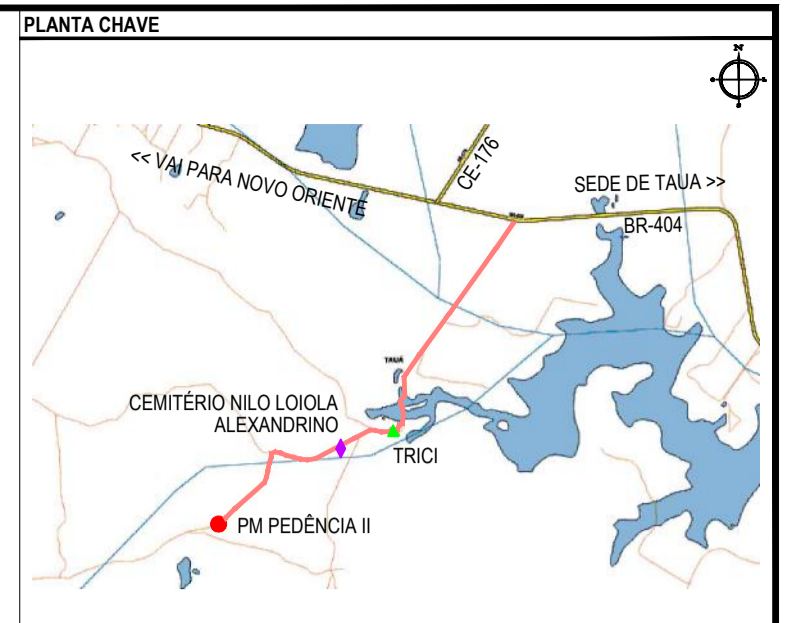 PLANTA CHAVE
N
<< VAI PARA NOVO ORIENTE
CE-176
SEDE DE TAUA >>
BR-404
TAUÁ
CEMITÉRIO NILO LOIOLA
ALEXANDRINO
TRICI
PM PEDÊNCIA II